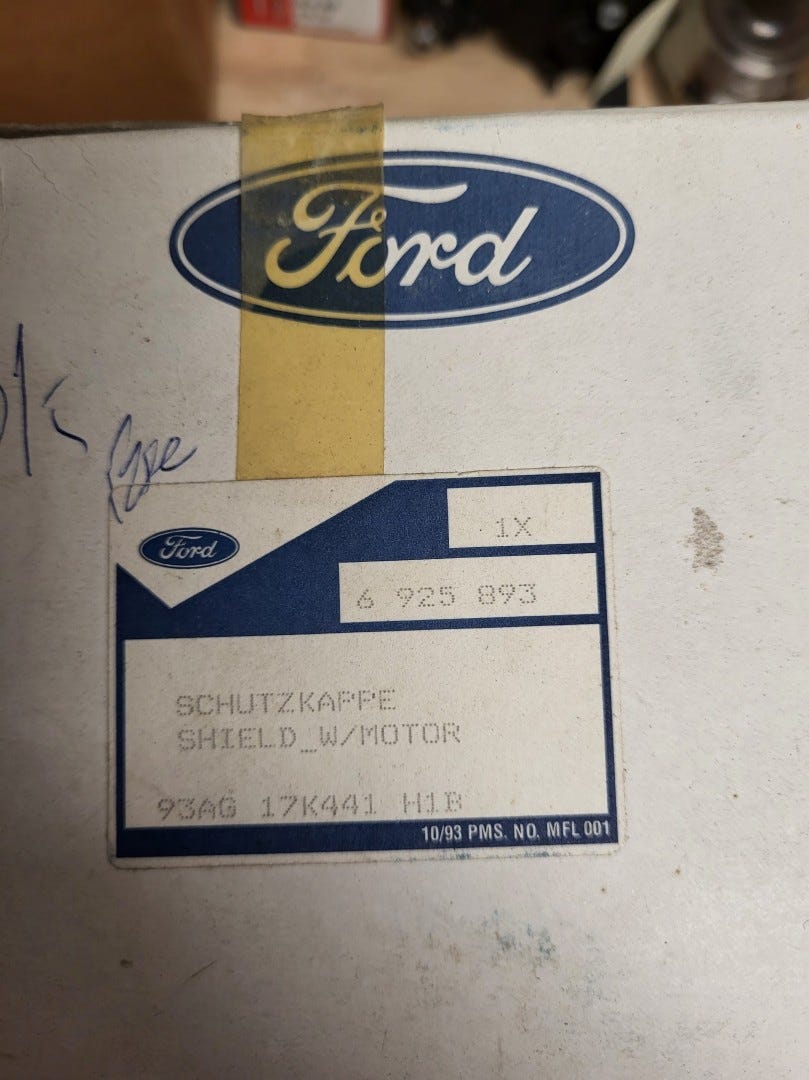 Ford
Ford
1X
6 925 893
SCHUTZKAPPE
SHIELD_W/MOTOR
93AG 17K441 H1B
10/93 PMS. NO. MFL 001